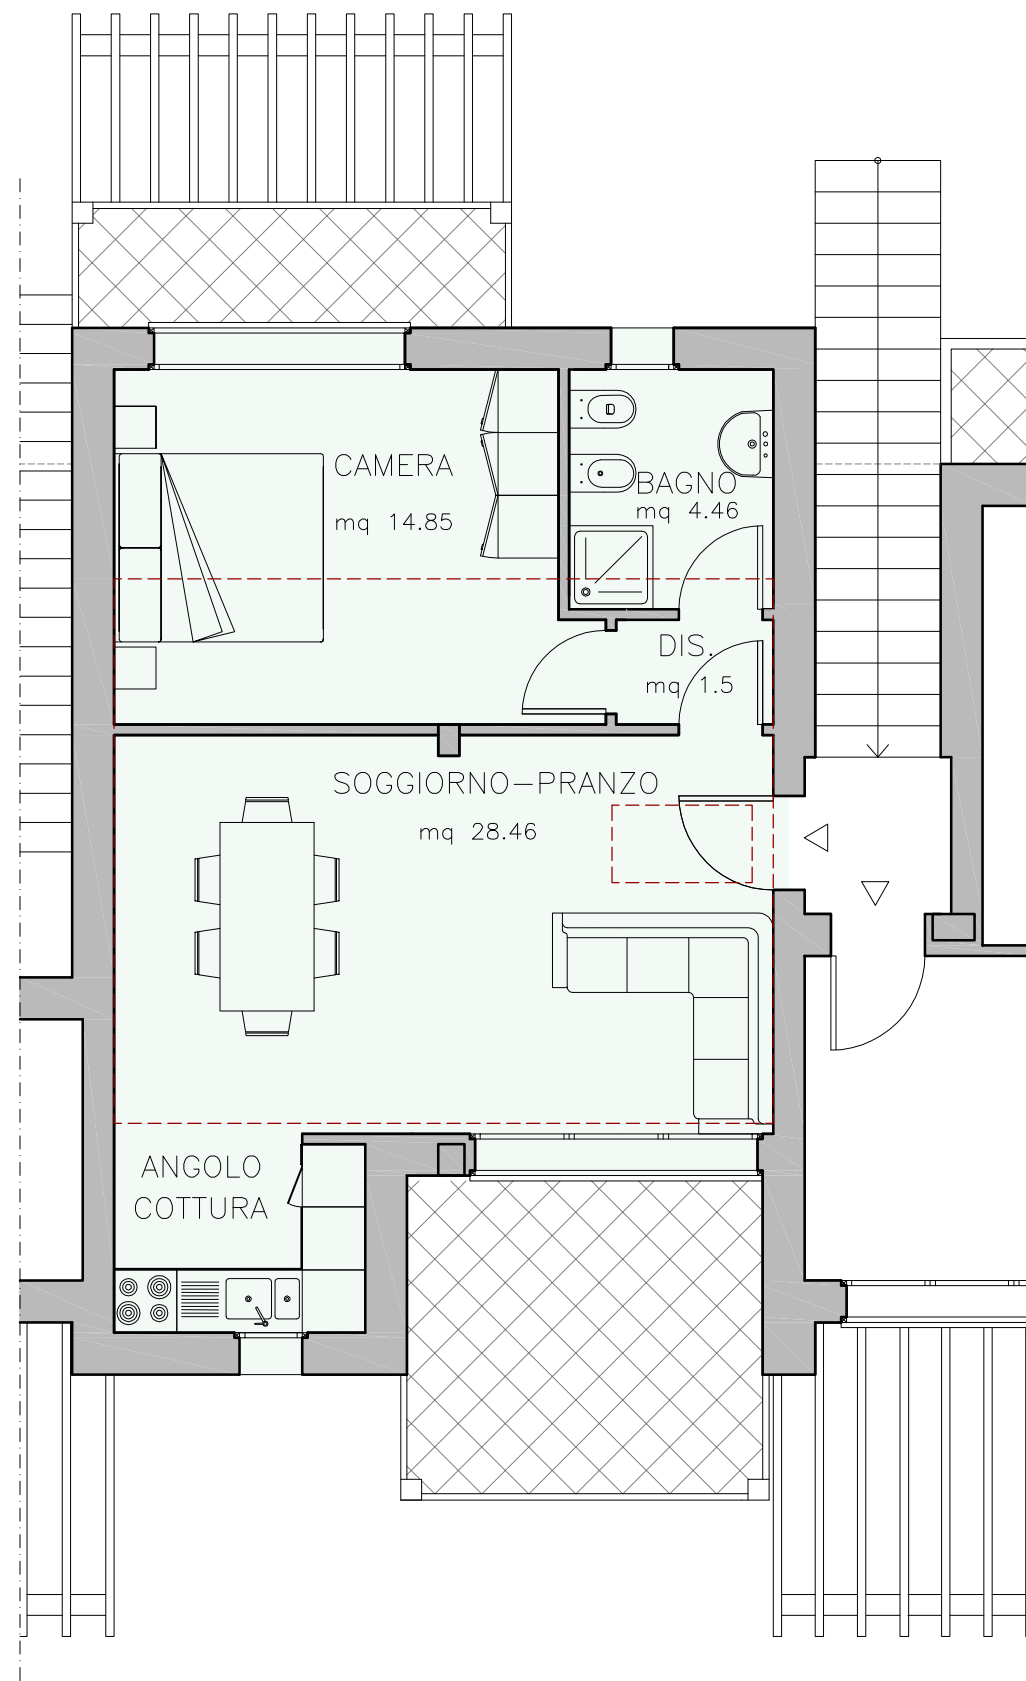 CAMERA
mq 14.85
BAGNO
mq 4.46
DIS.
mq 1.5
SOGGIORNO-PRANZO
mq 28.46
ANGOLO
COTTURA